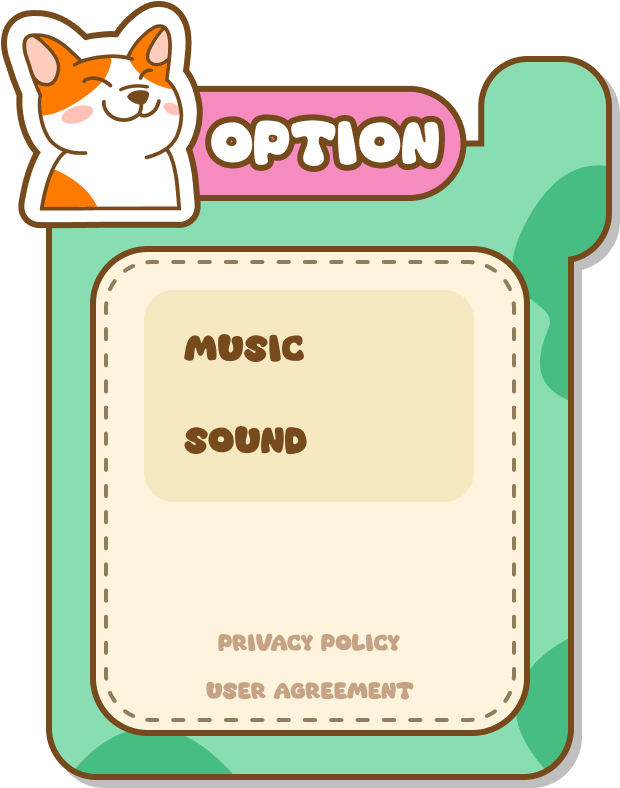 OPTION
MUSIC
SOUND
PRIVACY POLICY
USER AGREEMENT